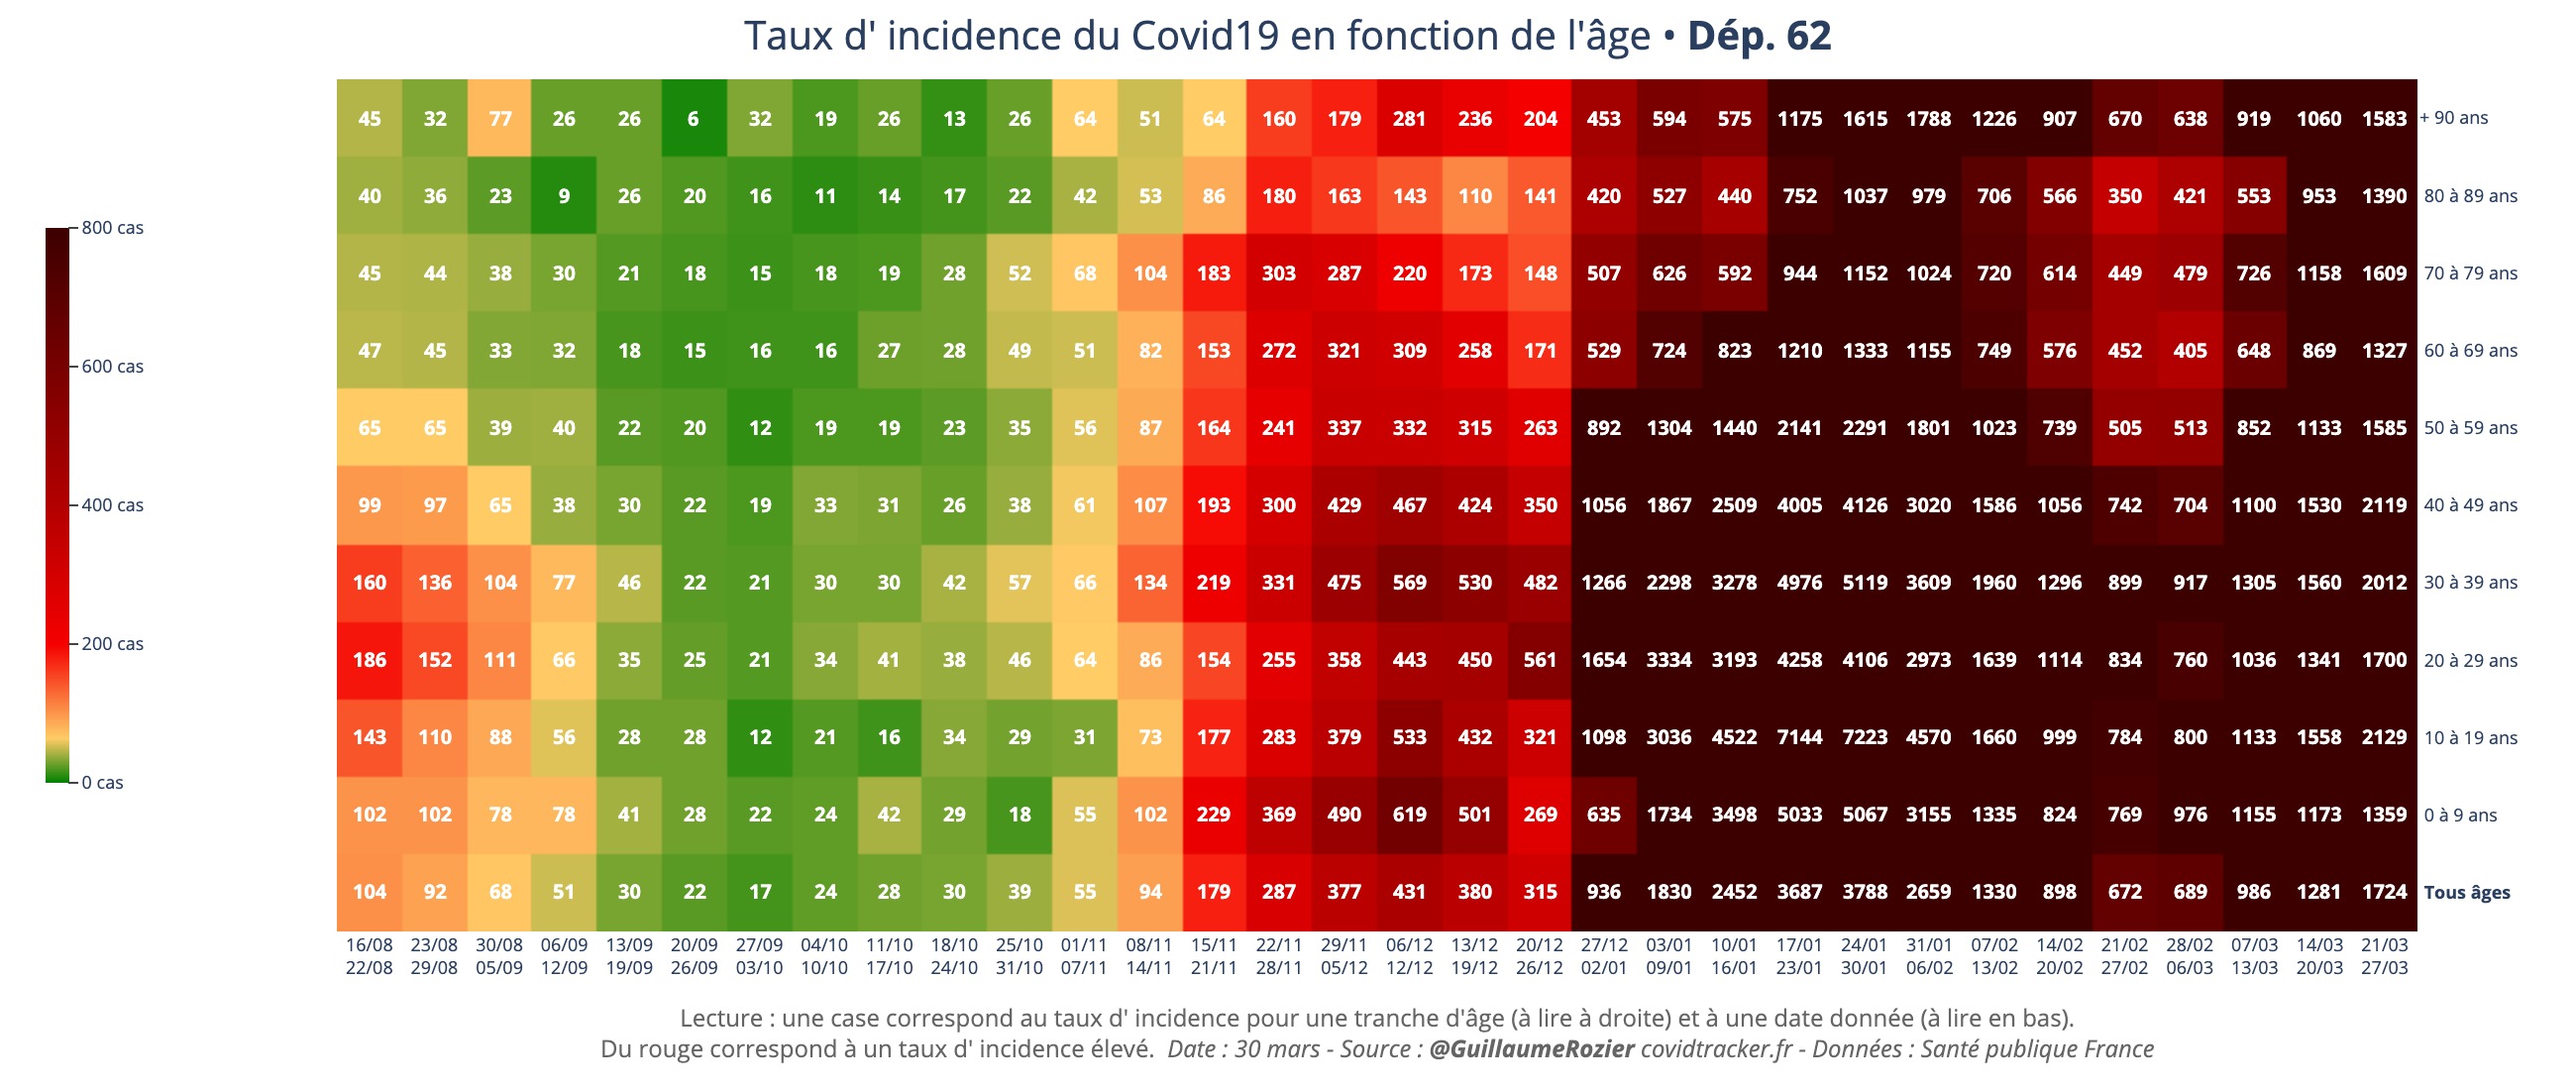 Taux d' incidence du Covid19 en fonction de l'âge • Dép. 62
800 cas
600 cas
400 cas
200 cas
0 cas
45 32 77 26 26 6 32 19 26 13 26 64 51 64 160 179 281 236 204 453 594 575 1175 1615 1788 1226 907 670 638 919 1060 1583 + 90 ans
40 36 23 9 26 20 16 11 14 17 22 42 53 86 180 163 143 110 141 420 527 440 752 1037 979 706 566 350 421 553 953 1390 80 à 89 ans
45 44 38 30 21 18 15 18 19 28 52 68 104 183 303 287 220 173 148 507 626 592 944 1152 1024 720 614 449 479 726 1158 1609 70 à 79 ans
47 45 33 32 18 15 16 16 27 28 49 51 82 153 272 321 309 258 171 529 724 823 1210 1333 1155 749 576 452 405 648 869 1327 60 à 69 ans
65 65 39 40 22 20 12 19 19 23 35 56 87 164 241 337 332 315 263 892 1304 1440 2141 2291 1801 1023 739 505 513 852 1133 1585 50 à 59 ans
99 97 65 38 30 22 19 33 31 26 38 61 107 193 300 429 467 424 350 1056 1867 2509 4005 4126 3020 1586 1056 742 704 1100 1530 2119 40 à 49 ans
160 136 104 77 46 22 21 30 30 42 57 66 134 219 331 475 569 530 482 1266 2298 3278 4976 5119 3609 1960 1296 899 917 1305 1560 2012 30 à 39 ans
186 152 111 66 35 25 21 34 41 38 46 64 86 154 255 358 443 450 561 1654 3334 3193 4258 4106 2973 1639 1114 834 760 1036 1341 1700 20 à 29 ans
143 110 88 56 28 28 12 21 16 34 29 31 73 177 283 379 533 432 321 1098 3036 4522 7144 7223 4570 1660 999 784 800 1133 1558 2129 10 à 19 ans
102 102 78 78 41 28 22 24 42 29 18 55 102 229 369 490 619 501 269 635 1734 3498 5033 5067 3155 1335 824 769 976 1155 1173 1359 0 à 9 ans
104 92 68 51 30 22 17 24 28 30 39 55 94 179 287 377 431 380 315 936 1830 2452 3687 3788 2659 1330 898 672 689 986 1281 1724 Tous âges
16/08 23/08 30/08 06/09 13/09 20/09 27/09 04/10 11/10 18/10 25/10 01/11 08/11 15/11 22/11 29/11 06/12 13/12 20/12 27/12 03/01 10/01 17/01 24/01 31/01 07/02 14/02 21/02 28/02 07/03 14/03 21/03
22/08 29/08 05/09 12/09 19/09 26/09 03/10 10/10 17/10 24/10 31/10 07/11 14/11 21/11 28/11 05/12 12/12 19/12 26/12 02/01 09/01 16/01 23/01 30/01 06/02 13/02 20/02 27/02 06/03 13/03 20/03 27/03
Lecture : une case correspond au taux d' incidence pour une tranche d'âge (à lire à droite) et à une date donnée (à lire en bas).
Du rouge correspond à un taux d' incidence élevé. Date : 30 mars - Source : @GuillaumeRozier covidtracker.fr - Données : Santé publique France